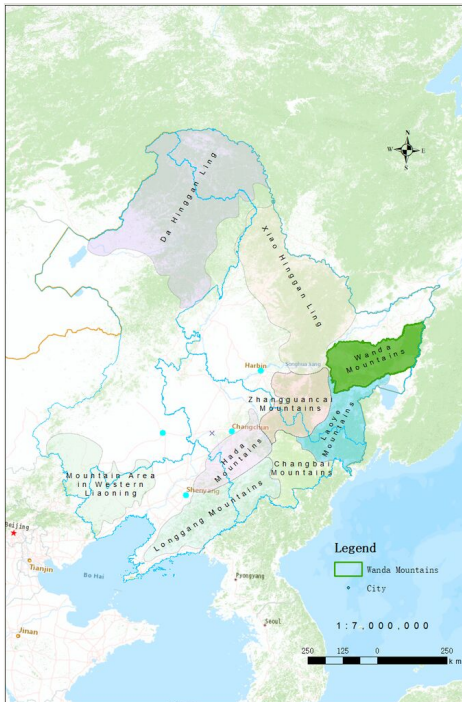 N
W E
S
Da Hinggan Ling
Xiao Hinggan Ling
Wanda
Mountains
Harbin
Zhangguancai
Mountains
Laoye
Mountains
Changchun
Hada
Mountains
Changbai
Mountains
Mountain Area
in Western
Liaoning
Shenyang
Longgang Mountains
Beijing
Tianjin
Bo Hai
Pyongyang
Seoul
Jinan
Legend
Wanda Mountains
City
1:7,000,000
250 125 0 250
km